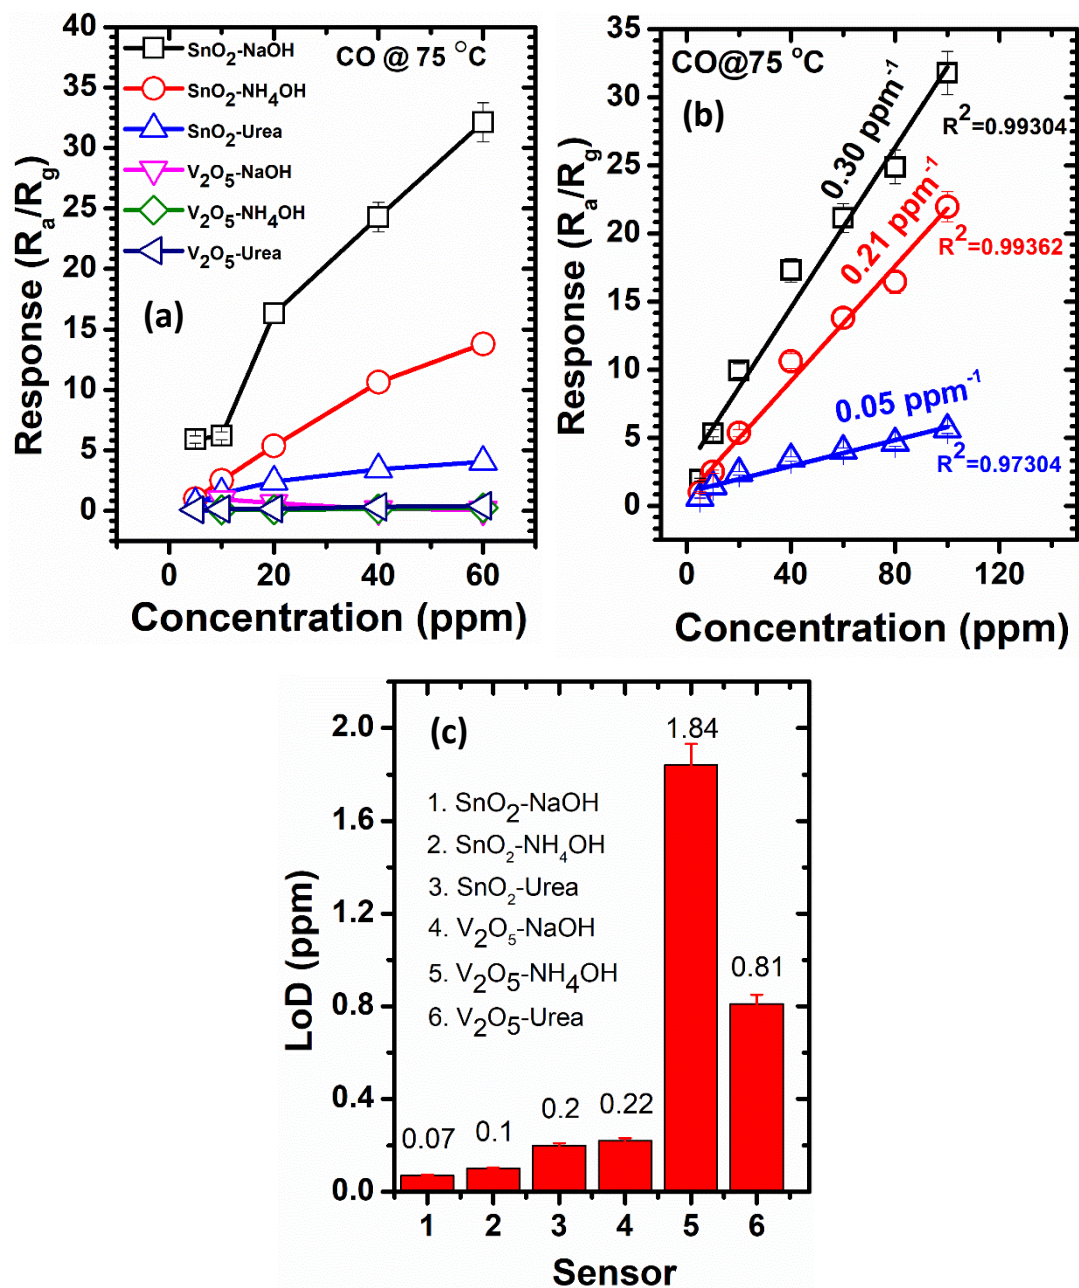 40
35
30
25
20
15
10
5
0
Response (Ra/Rg)
SnO2-NaOH
SnO2-NH4OH
SnO2-Urea
V2O5-NaOH
V2O5-NH4OH
V2O5-Urea
CO @ 75 °C
(a)
0 20 40 60
Concentration (ppm)
35
30
25
20
15
10
5
0
Response (Ra/Rg)
CO@75 °C
(b)
0.30 ppm-1
R2=0.99304
0.21 ppm-1
R2=0.99362
0.05 ppm-1
R2=0.97304
0 40 80 120
Concentration (ppm)
2.0
1.6
1.2
0.8
0.4
0.0
LoD (ppm)
(c)
1. SnO2-NaOH
2. SnO2-NH4OH
3. SnO2-Urea
4. V2O5-NaOH
5. V2O5-NH4OH
6. V2O5-Urea
0.07
0.1
0.2
0.22
1.84
0.81
1 2 3 4 5 6
Sensor